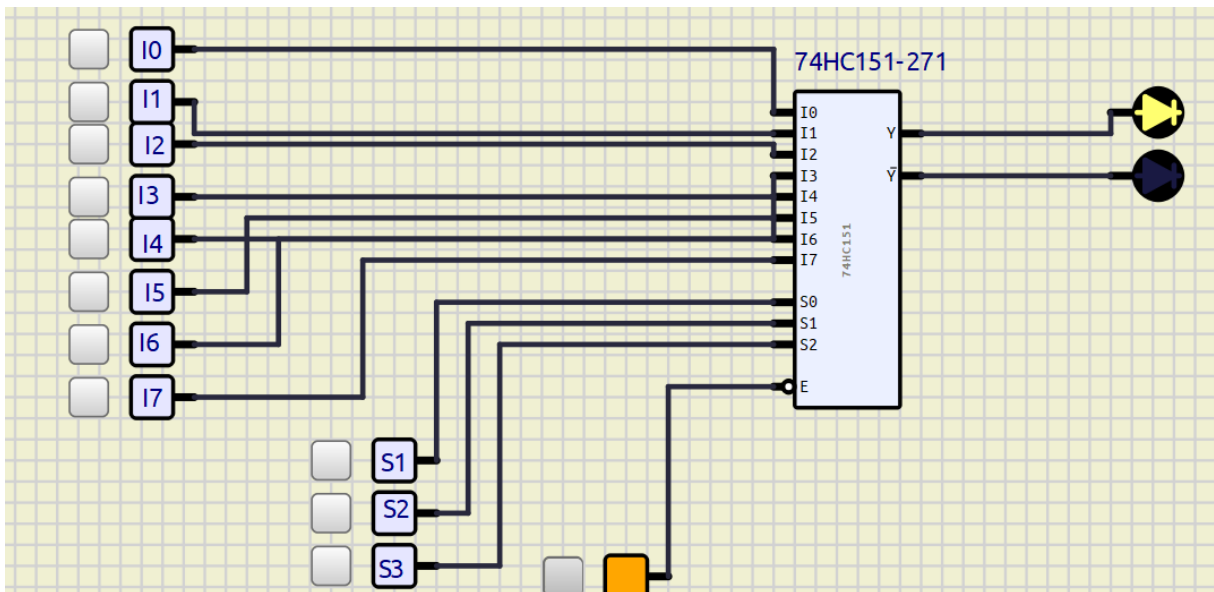 I0
I1
I2
I3
I4
I5
I6
I7
S1
S2
S3
74HC151-271
I0
I1
I2
I3
I4
I5
I6
I7
S0
S1
S2
E
Y
Ȳ
74HC151